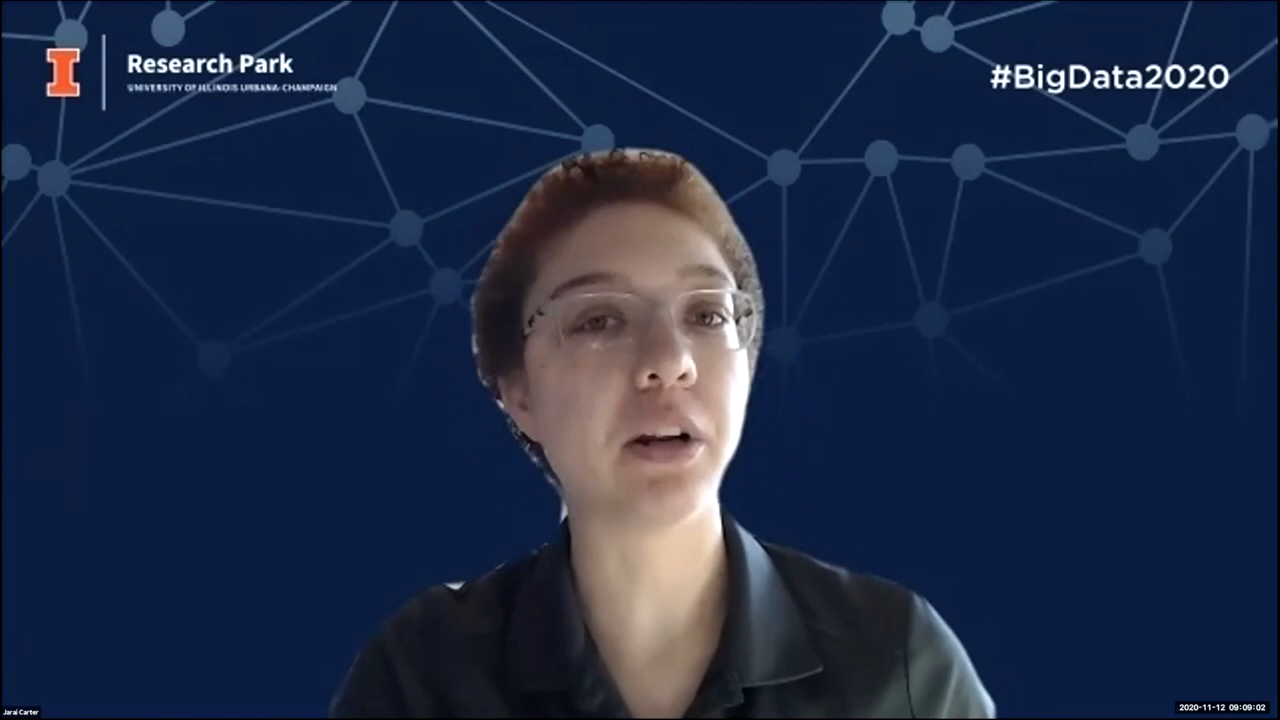 I
Research Park
UNIVERSITY OF ILLINOIS URBANA-CHAMPAIGN
#BigData2020
Jarai Carter
2020-11-12 09:09:02